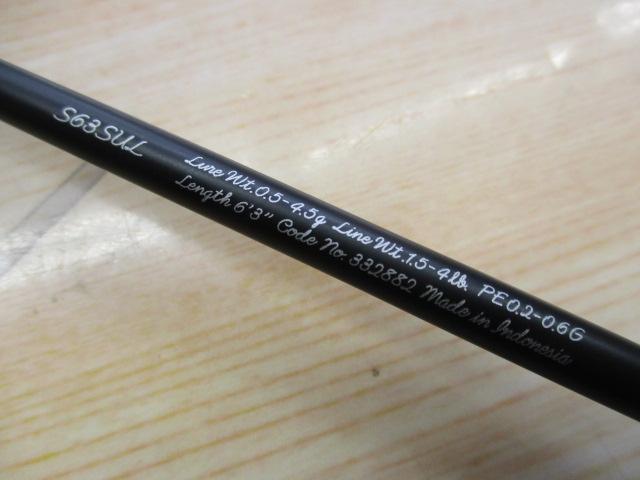 S63SUL
Lure Wt.0.5-4.5g Line Wt.1.5-4lb. PE0.2-0.6G
Length 6'3" Code No. 332882 Made in Indonesia